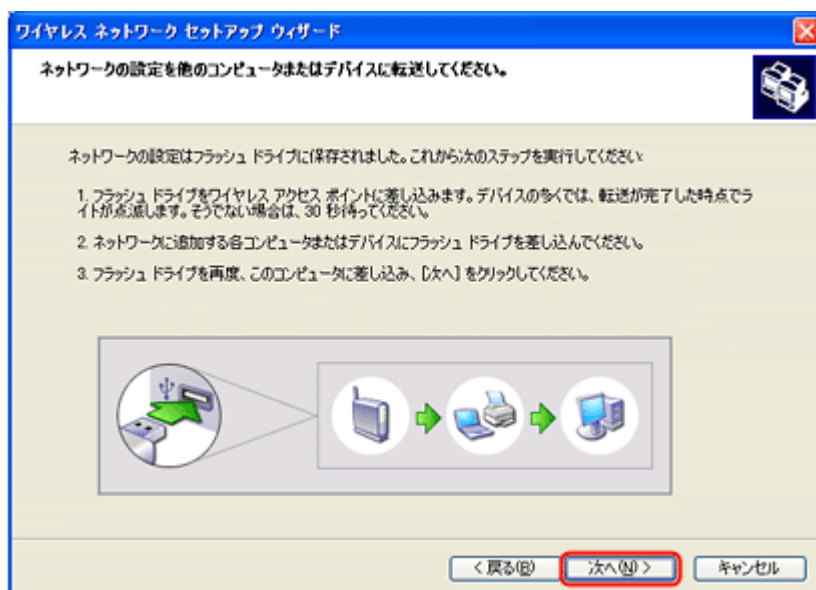 ワイヤレス ネットワーク セットアップ ウィザード
ネットワークの設定を他のコンピュータまたはデバイスに転送してください。
ネットワークの設定はフラッシュ ドライブに保存されました。これから次のステップを実行してください:
1. フラッシュ ドライブをワイヤレス アクセス ポイントに差し込みます。デバイスの多くでは、転送が完了した時点でラ
イトが点滅します。そうでない場合は、30 秒待ってください。
2. ネットワークに追加する各コンピュータまたはデバイスにフラッシュ ドライブを差し込んでください。
3. フラッシュ ドライブを再度、このコンピュータに差し込み、[次へ] をクリックしてください。
< 戻る(B)
次へ(N) >
キャンセル